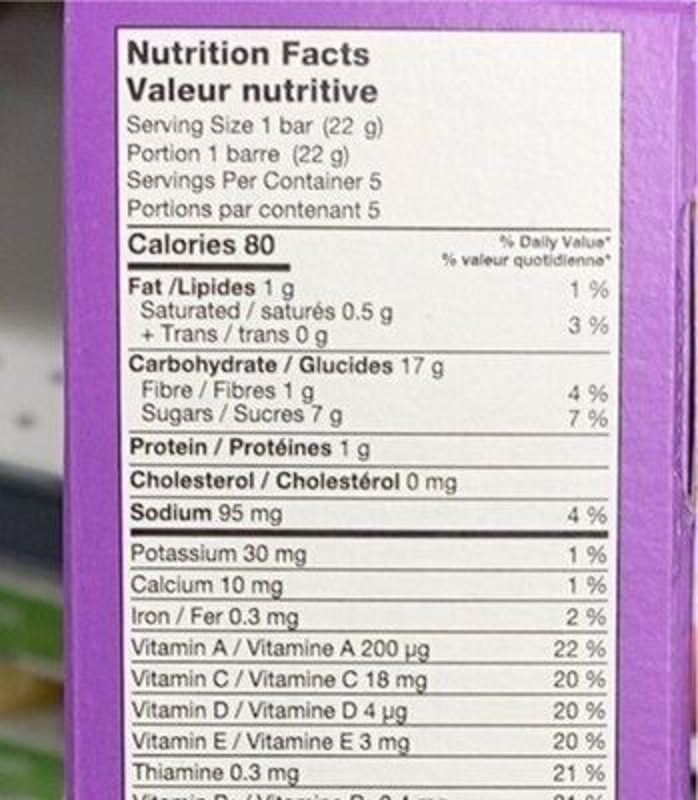 Nutrition Facts
Valeur nutritive
Serving Size 1 bar (22 g)
Portion 1 barre (22 g)
Servings Per Container 5
Portions par contenant 5
Calories 80 % Daily Value*
% valeur quotidienne*
Fat /Lipides 1 g 1 %
Saturated / saturés 0.5 g
+ Trans / trans 0 g 3 %
Carbohydrate / Glucides 17 g
Fibre / Fibres 1 g 4 %
Sugars / Sucres 7 g 7 %
Protein / Protéines 1 g
Cholesterol / Cholestérol 0 mg
Sodium 95 mg 4 %
Potassium 30 mg 1 %
Calcium 10 mg 1 %
Iron / Fer 0.3 mg 2 %
Vitamin A / Vitamine A 200 µg 22 %
Vitamin C / Vitamine C 18 mg 20 %
Vitamin D / Vitamine D 4 µg 20 %
Vitamin E / Vitamine E 3 mg 20 %
Thiamine 0.3 mg 21 %